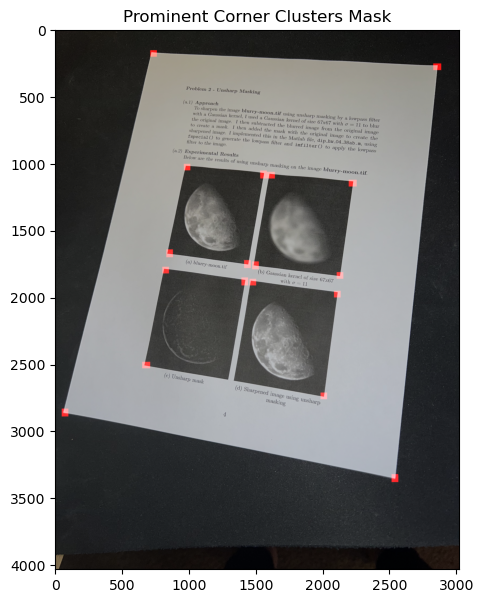 Prominent Corner Clusters Mask
0
500
1000
1500
2000
2500
3000
3500
4000
0 500 1000 1500 2000 2500 3000
Problem 2 - Unsharp Masking
Approach
To sharpen the image blurry-moon.tif using unsharp masking by a lowpass filter
with a Gaussian kernel. I used a Gaussian kernel of size 67x67 with σ = 11 to blur
the original image. I then subtracted the blurred image from the original image
to create a mask. I then added the mask with the original image to create the
sharpened image. I implemented this in the Matlab file, using
fspecial() to generate the lowpass filter and imfilter() to apply the lowpass
filter to the image.
Experimental Results
Below are the results of using unsharp masking on the image blurry-moon.tif
(a) blurry-moon.tif
(b) Gaussian kernel of size 67x67
with σ = 11
(c) Unsharp mask
(d) Sharpened image using unsharp
masking
4